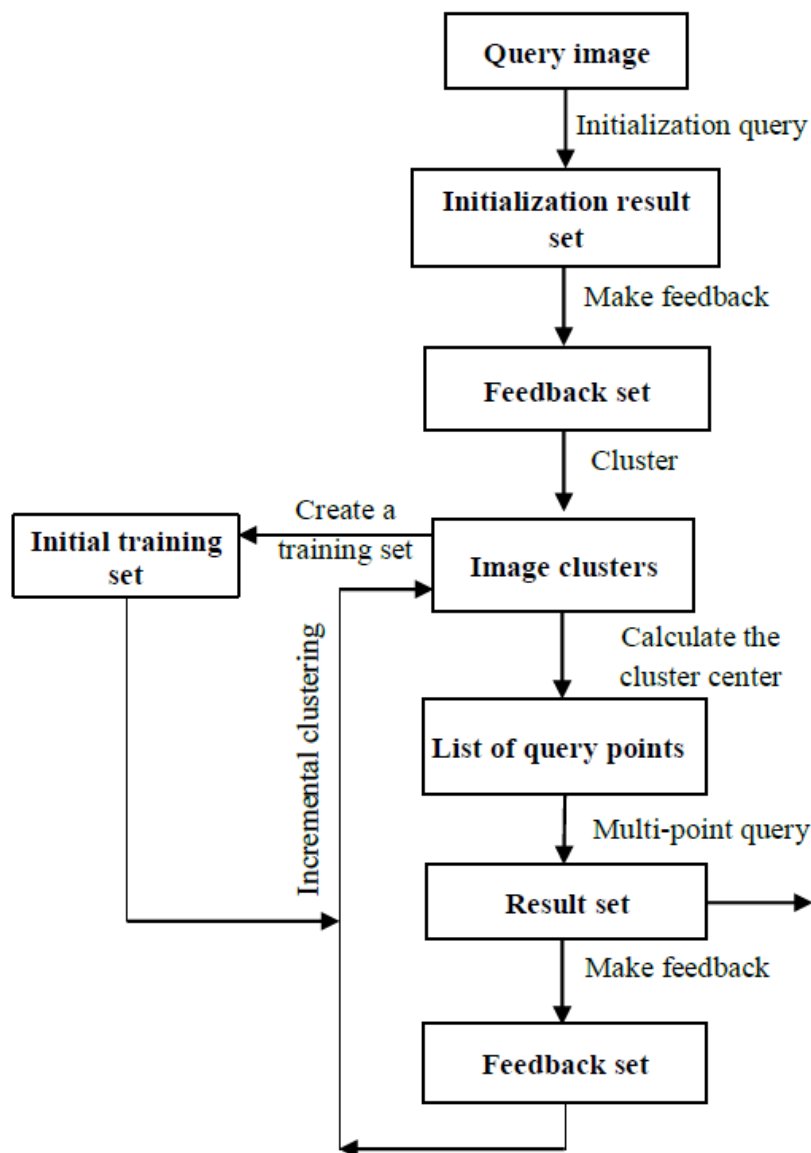 Query image
Initialization query
Initialization result
set
Make feedback
Feedback set
Cluster
Create a
training set
Initial training
set
Image clusters
Calculate the
cluster center
Incremental clustering
List of query points
Multi-point query
Result set
Make feedback
Feedback set